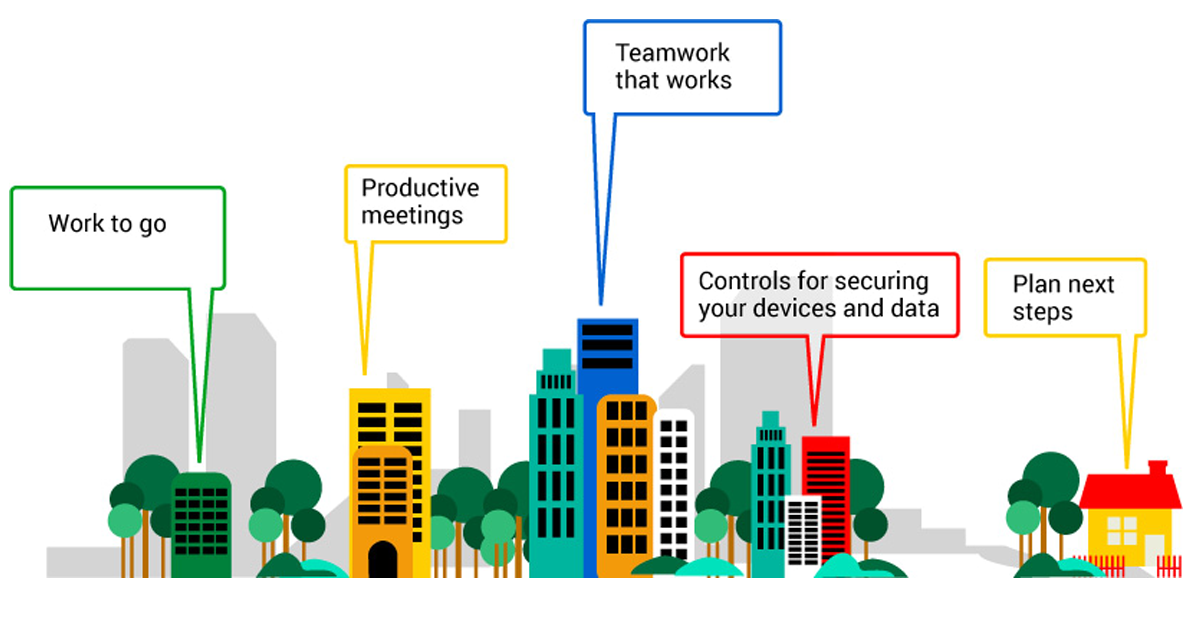 Work to go
Productive
meetings
Teamwork
that works
Controls for securing
your devices and data
Plan next
steps